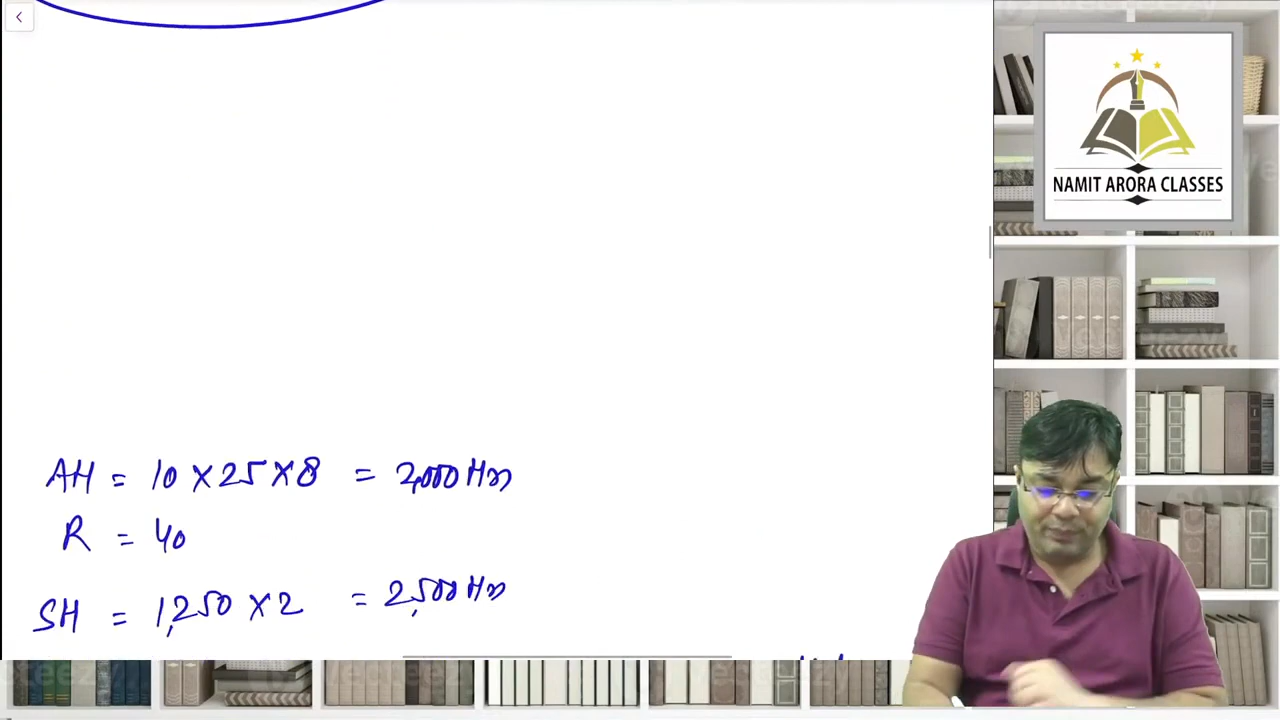 NAMIT ARORA CLASSES
AH = 10 × 25 × 8 = 2,000 Hrs
R = 40
SH = 1,250 × 2 = 2,500 Hrs